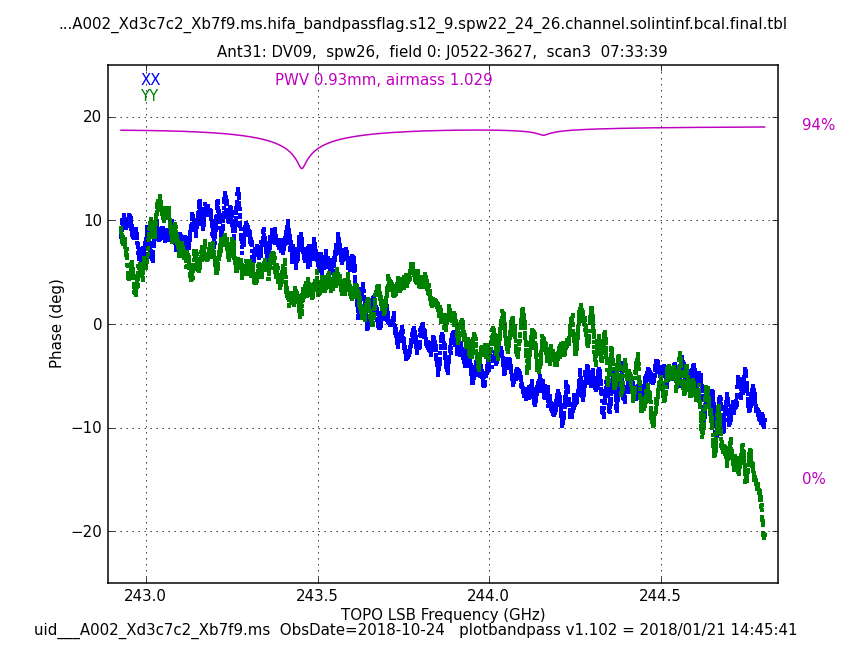 ...A002_Xd3c7c2_Xb7f9.ms.hifa_bandpassflag.s12_9.spw22_24_26.channel.solintinf.bcal.final.tbl
Ant31: DV09,  spw26,  field 0: J0522-3627,  scan3  07:33:39
XX
PWV 0.93mm, airmass 1.029
YY
20
94%
10
Phase (deg)
0
−10
0%
−20
243.0
243.5
244.0
244.5
TOPO LSB Frequency (GHz)
uid___A002_Xd3c7c2_Xb7f9.ms  ObsDate=2018-10-24   plotbandpass v1.102 = 2018/01/21 14:45:41